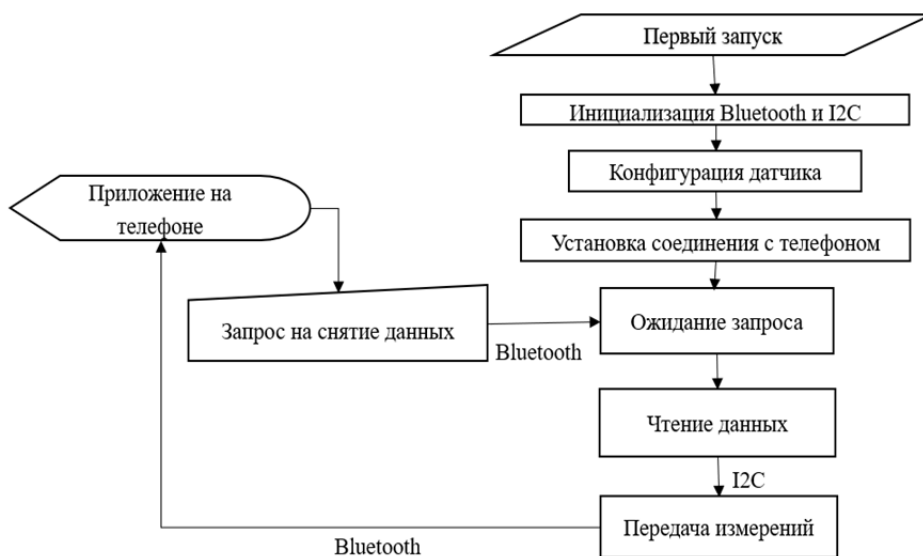 Первый запуск
Инициализация Bluetooth и I2C
Конфигурация датчика
Приложение на
телефоне
Установка соединения с телефоном
Запрос на снятие данных
Bluetooth
Ожидание запроса
Чтение данных
I2C
Передача измерений
Bluetooth